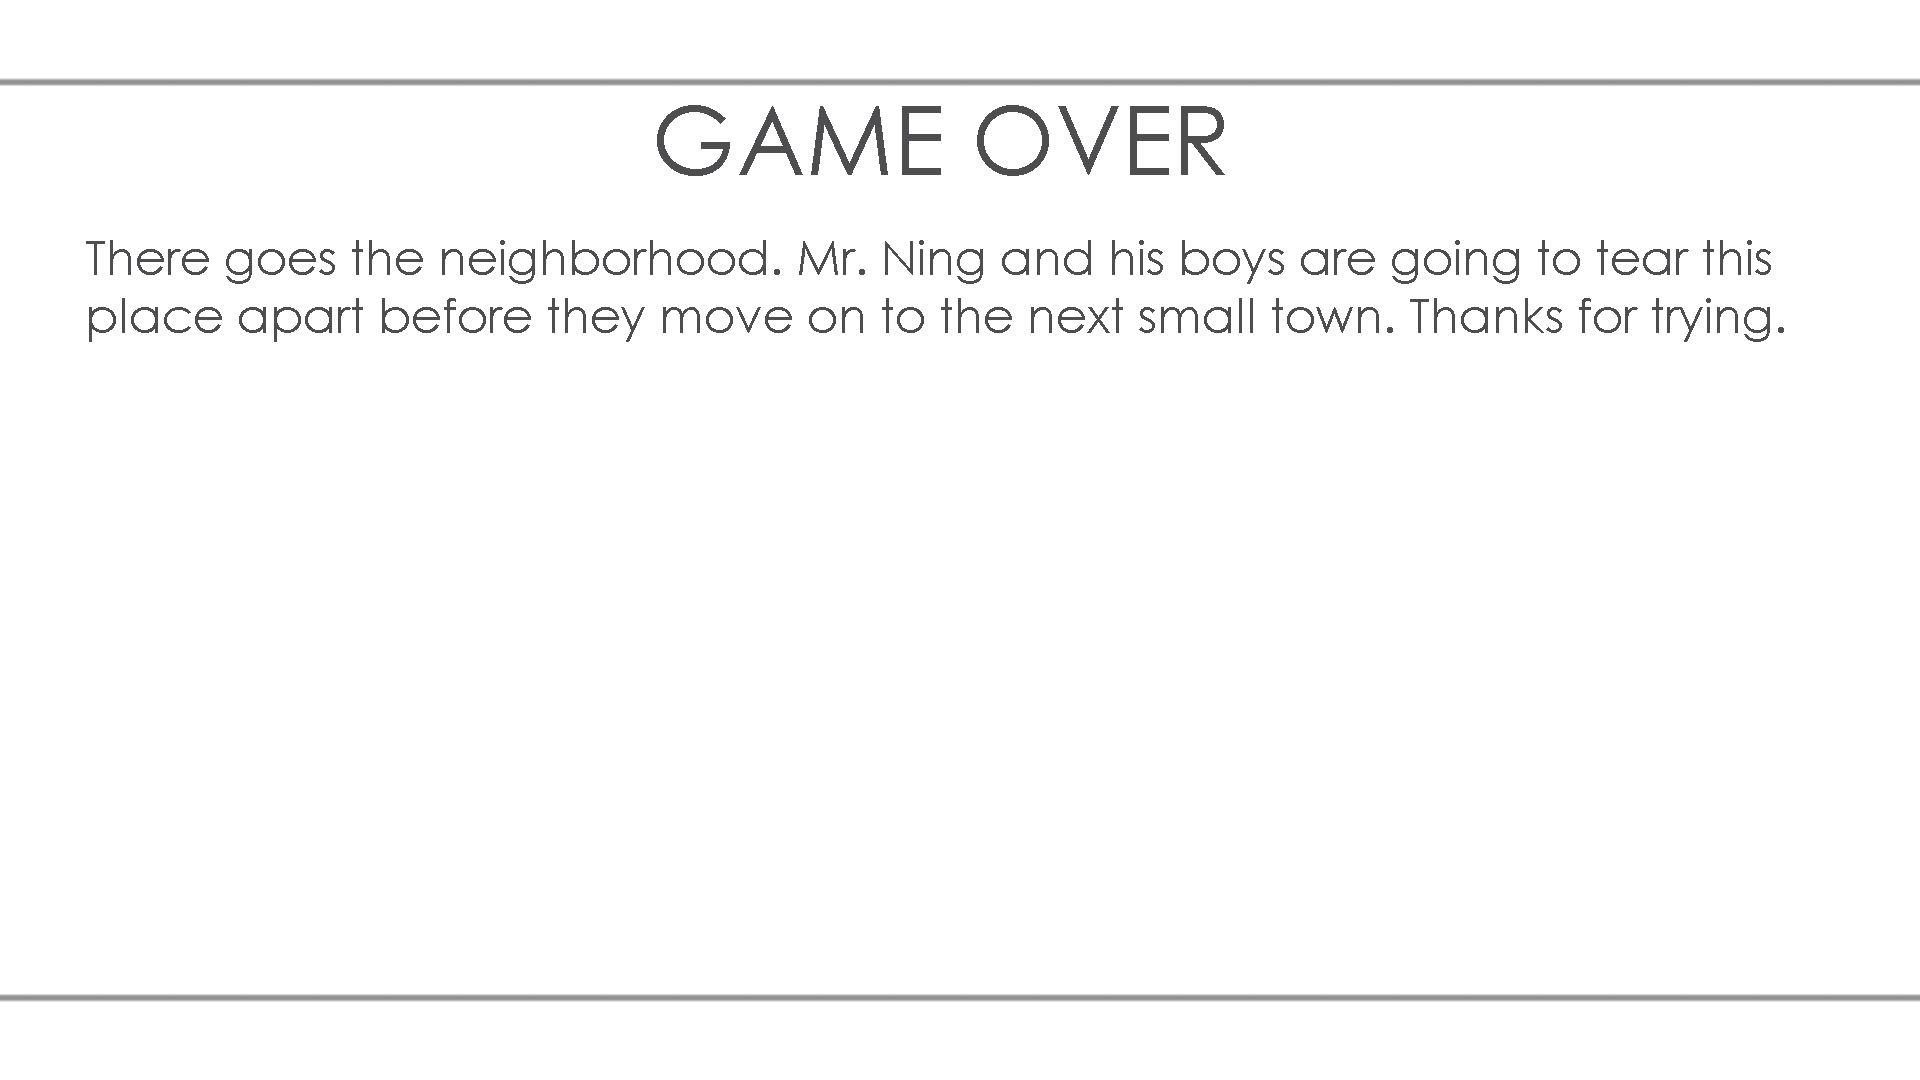 GAME OVER
There goes the neighborhood. Mr. Ning and his boys are going to tear this
place apart before they move on to the next small town. Thanks for trying.